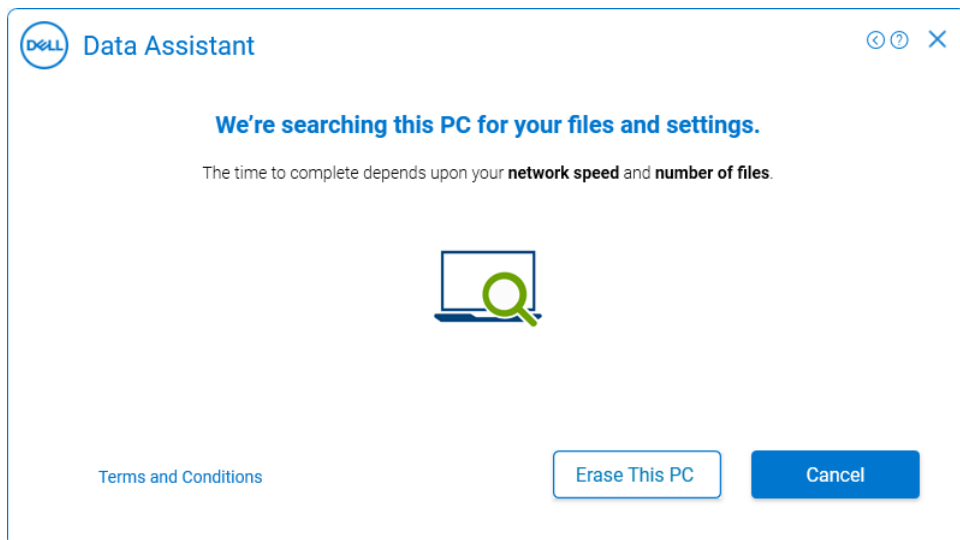 DELL Data Assistant
We're searching this PC for your files and settings.
The time to complete depends upon your network speed and number of files.
Terms and Conditions Erase This PC Cancel